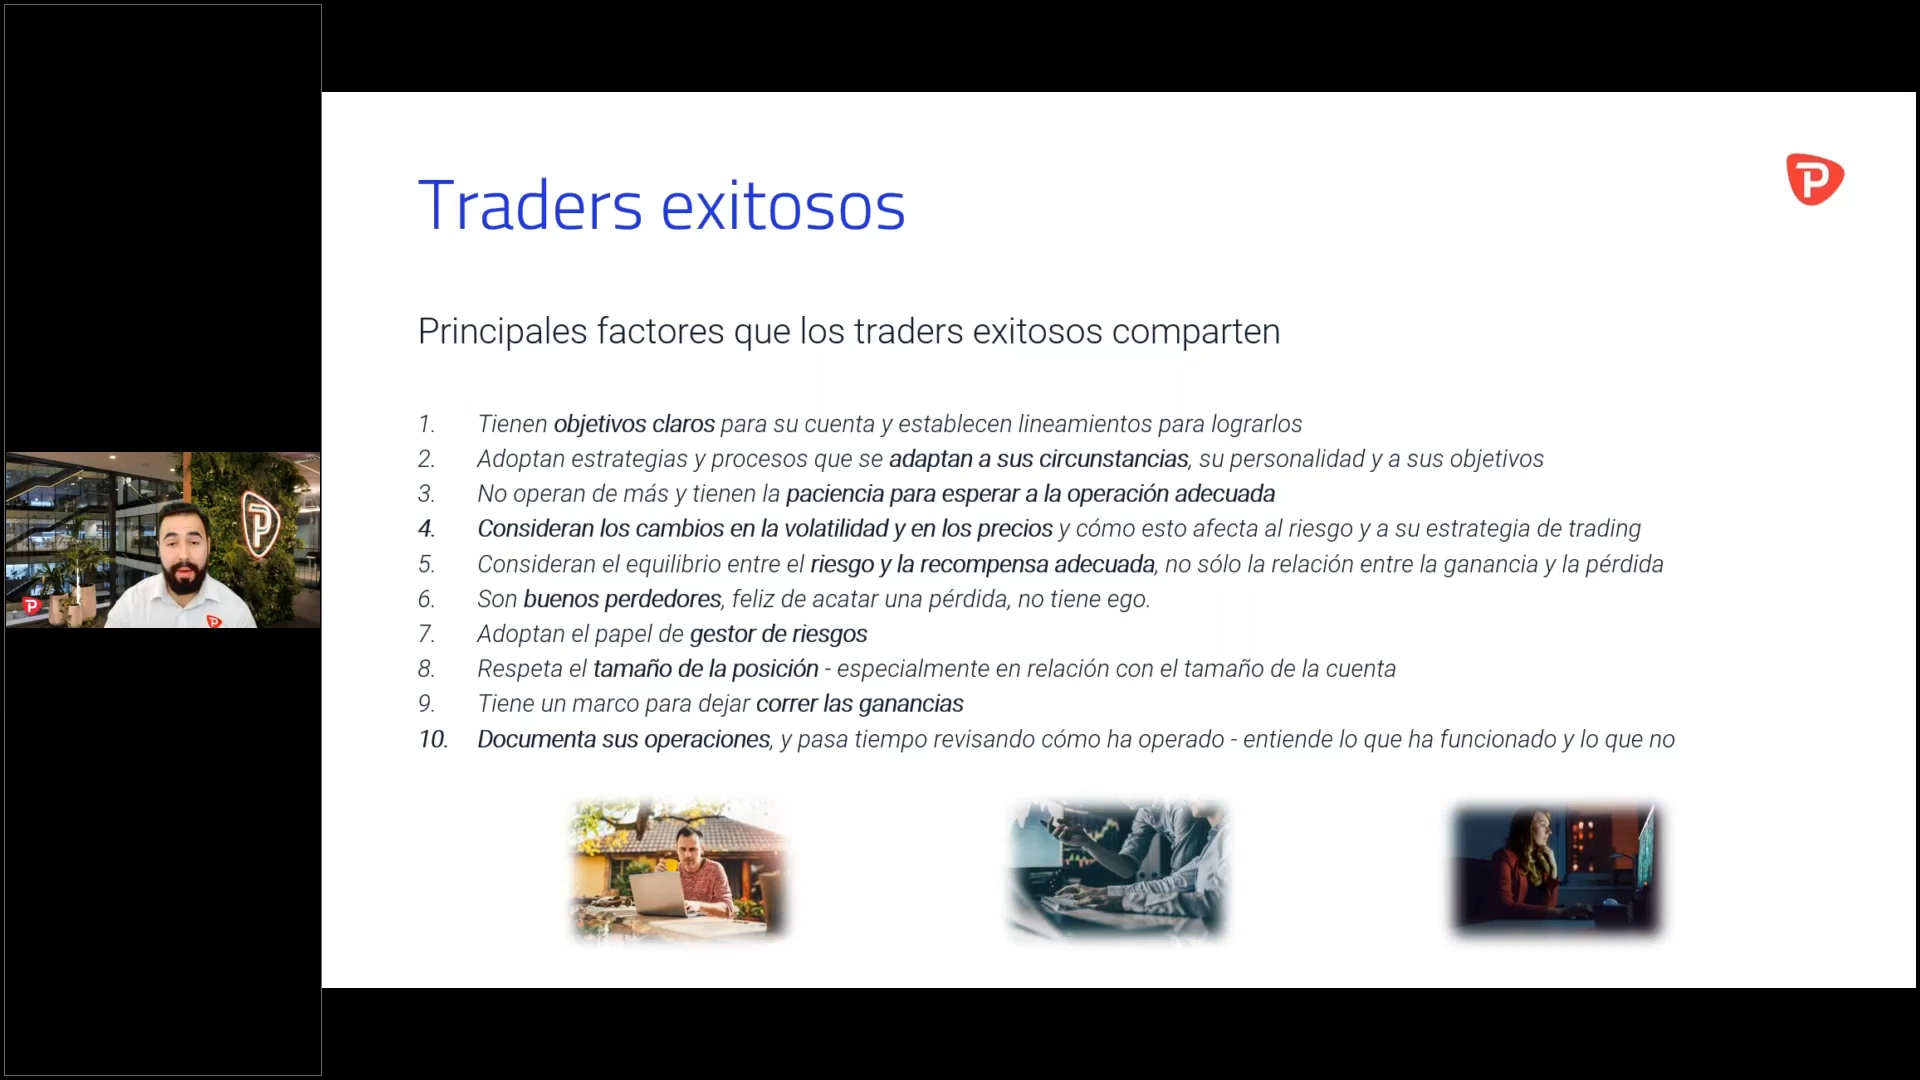 Traders exitosos
Principales factores que los traders exitosos comparten
1. Tienen objetivos claros para su cuenta y establecen lineamientos para lograrlos
2. Adoptan estrategias y procesos que se adaptan a sus circunstancias, su personalidad y a sus objetivos
3. No operan de más y tienen la paciencia para esperar a la operación adecuada
4. Consideran los cambios en la volatilidad y en los precios y cómo esto afecta al riesgo y a su estrategia de trading
5. Consideran el equilibrio entre el riesgo y la recompensa adecuada, no sólo la relación entre la ganancia y la pérdida
6. Son buenos perdedores, feliz de acatar una pérdida, no tiene ego.
7. Adoptan el papel de gestor de riesgos
8. Respeta el tamaño de la posición - especialmente en relación con el tamaño de la cuenta
9. Tiene un marco para dejar correr las ganancias
10. Documenta sus operaciones, y pasa tiempo revisando cómo ha operado - entiende lo que ha funcionado y lo que no